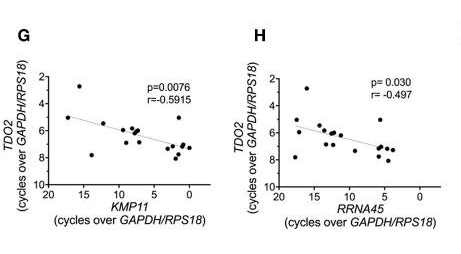 G
p=0.0076
r=-0.5915
TDO2
(cycles over GAPDH/RPS18)
2
4
6
8
10
20
15
10
5
0
KMP11
(cycles over GAPDH/RPS18)
H
p= 0.030
r= -0.497
TDO2
(cycles over GAPDH/RPS18)
2
4
6
8
10
20
15
10
5
0
RRNA45
(cycles over GAPDH/RPS18)